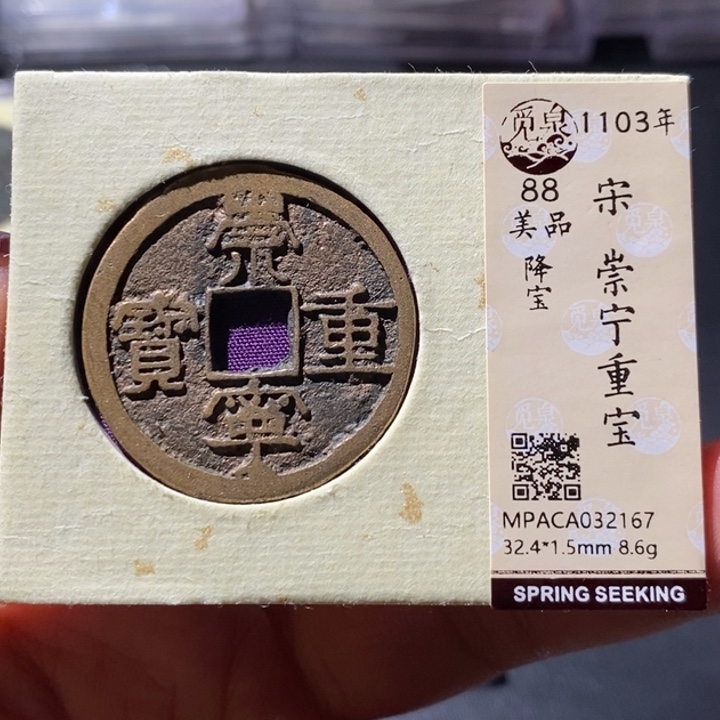 崇
寧
重
寶
覓泉
1103年
88
美品
降宝
宋 崇宁重宝
MPACA032167
32.4*1.5mm 8.6g
SPRING SEEKING